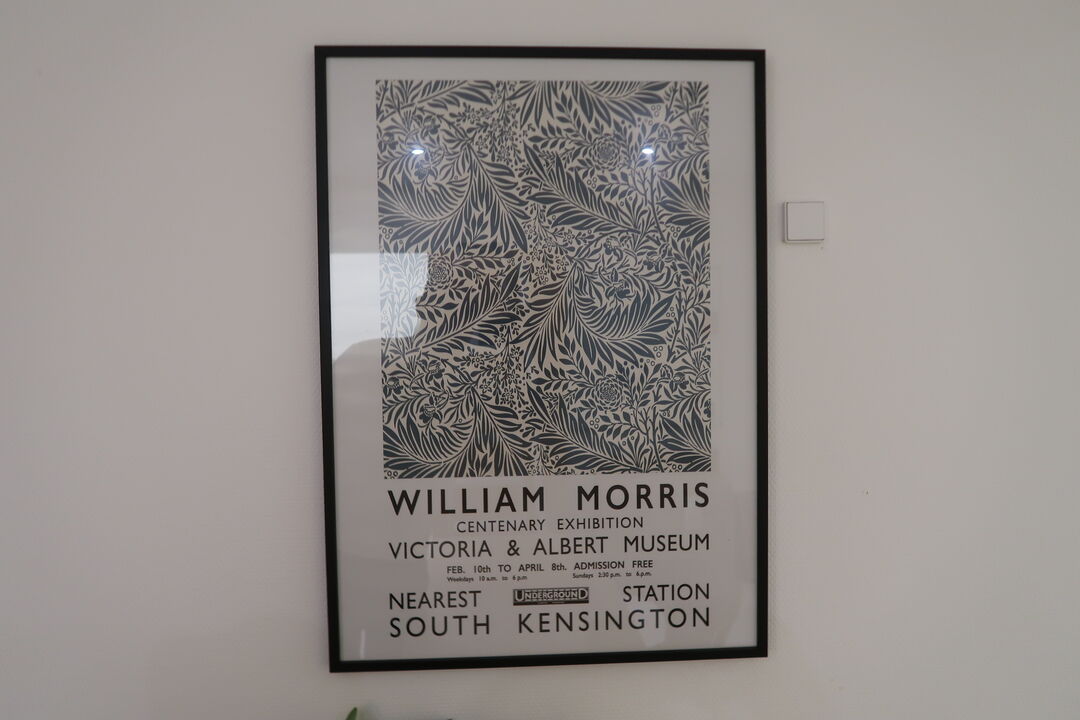 WILLIAM MORRIS
CENTENARY EXHIBITION
VICTORIA & ALBERT MUSEUM
FEB. 10th TO APRIL 8th. ADMISSION FREE
Weekdays 10 a.m. to 6 p.m Sundays 2:30 p.m. to 6.p.m.
NEAREST UNDERGROUND STATION
SOUTH KENSINGTON